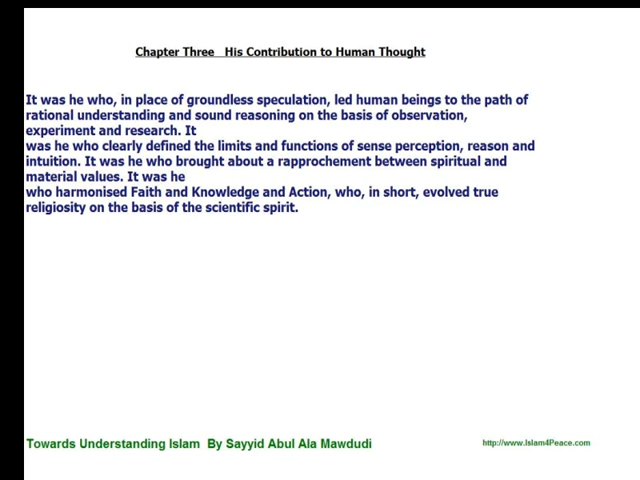 Chapter Three   His Contribution to Human Thought
It was he who, in place of groundless speculation, led human beings to the path of
rational understanding and sound reasoning on the basis of observation,
experiment and research. It
was he who clearly defined the limits and functions of sense perception, reason and
intuition. It was he who brought about a rapprochement between spiritual and
material values. It was he
who harmonised Faith and Knowledge and Action, who, in short, evolved true
religiosity on the basis of the scientific spirit.
Towards Understanding Islam  By Sayyid Abul Ala Mawdudi
http://www.Islam4Peace.com